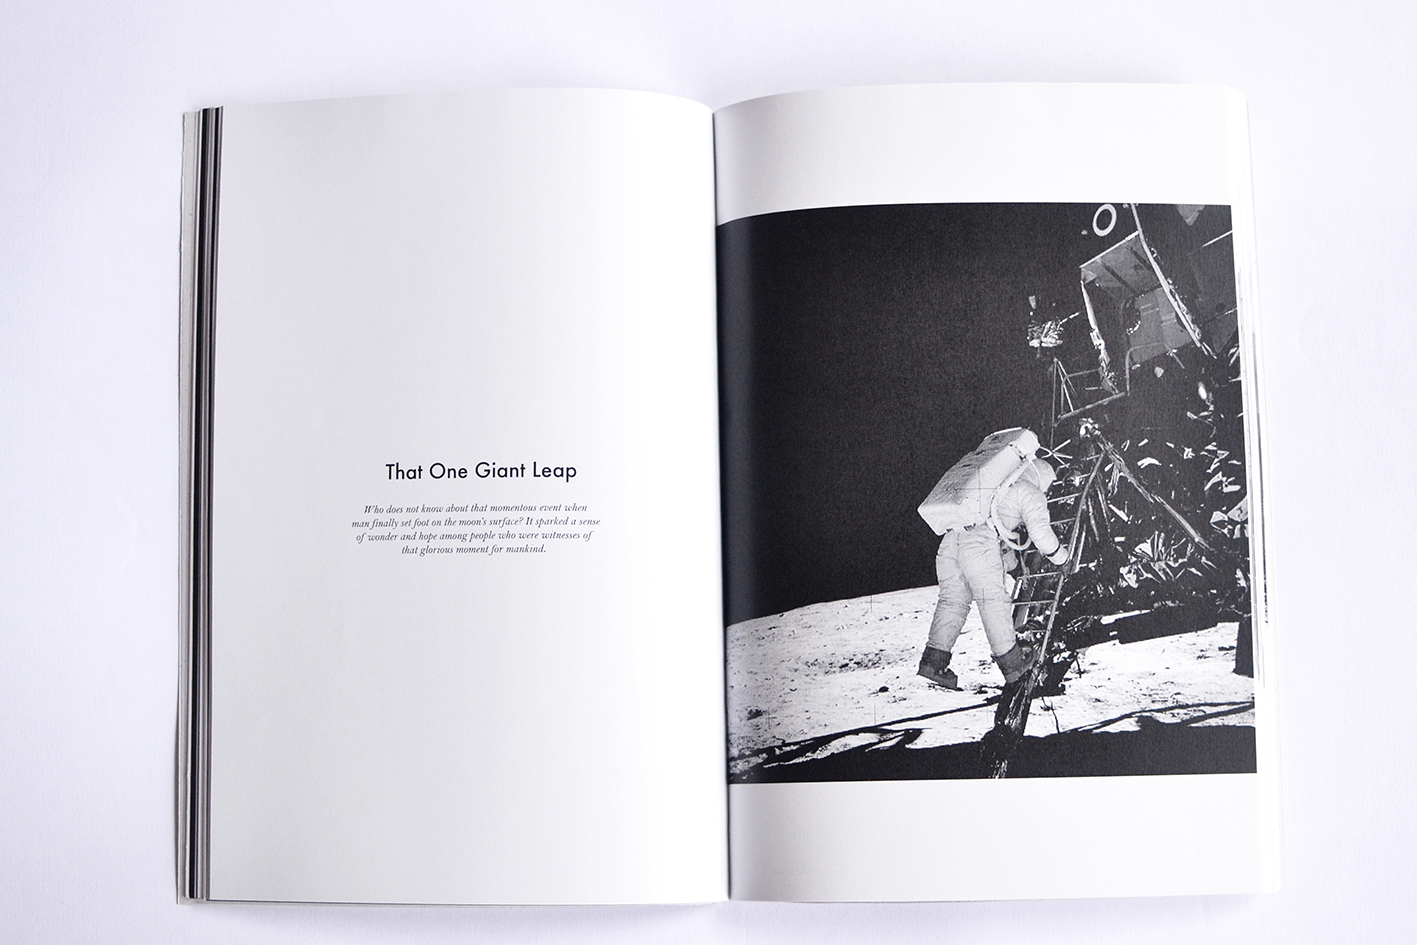 That One Giant Leap
Who does not know about that momentous event when
man finally set foot on the moon's surface? It sparked a sense
of wonder and hope among people who were witnesses of
that glorious moment for mankind.